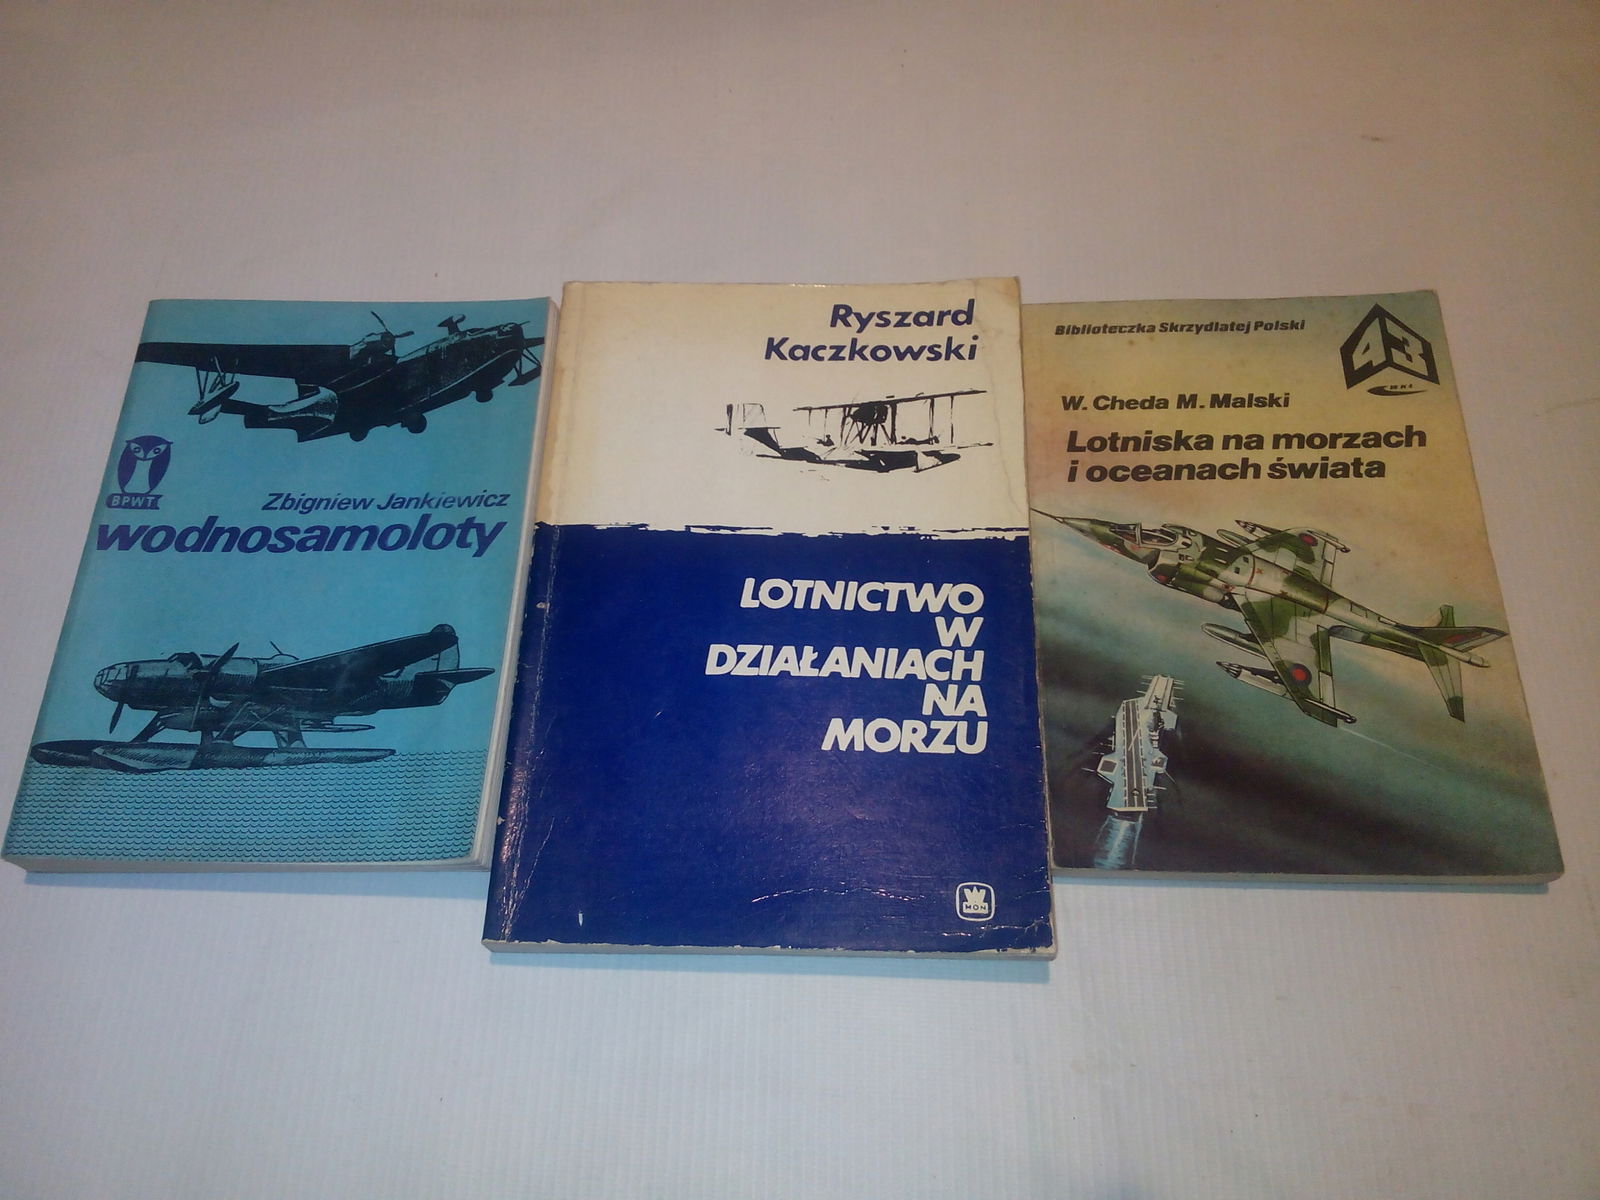 BPWT
Zbigniew Jankiewicz
wodnosamoloty
Ryszard
Kaczkowski
LOTNICTWO
W
DZIAŁANIACH
NA
MORZU
MON
Biblioteczka Skrzydlatej Polski
43
WKŁ
W. Cheda M. Malski
Lotniska na morzach
i oceanach świata